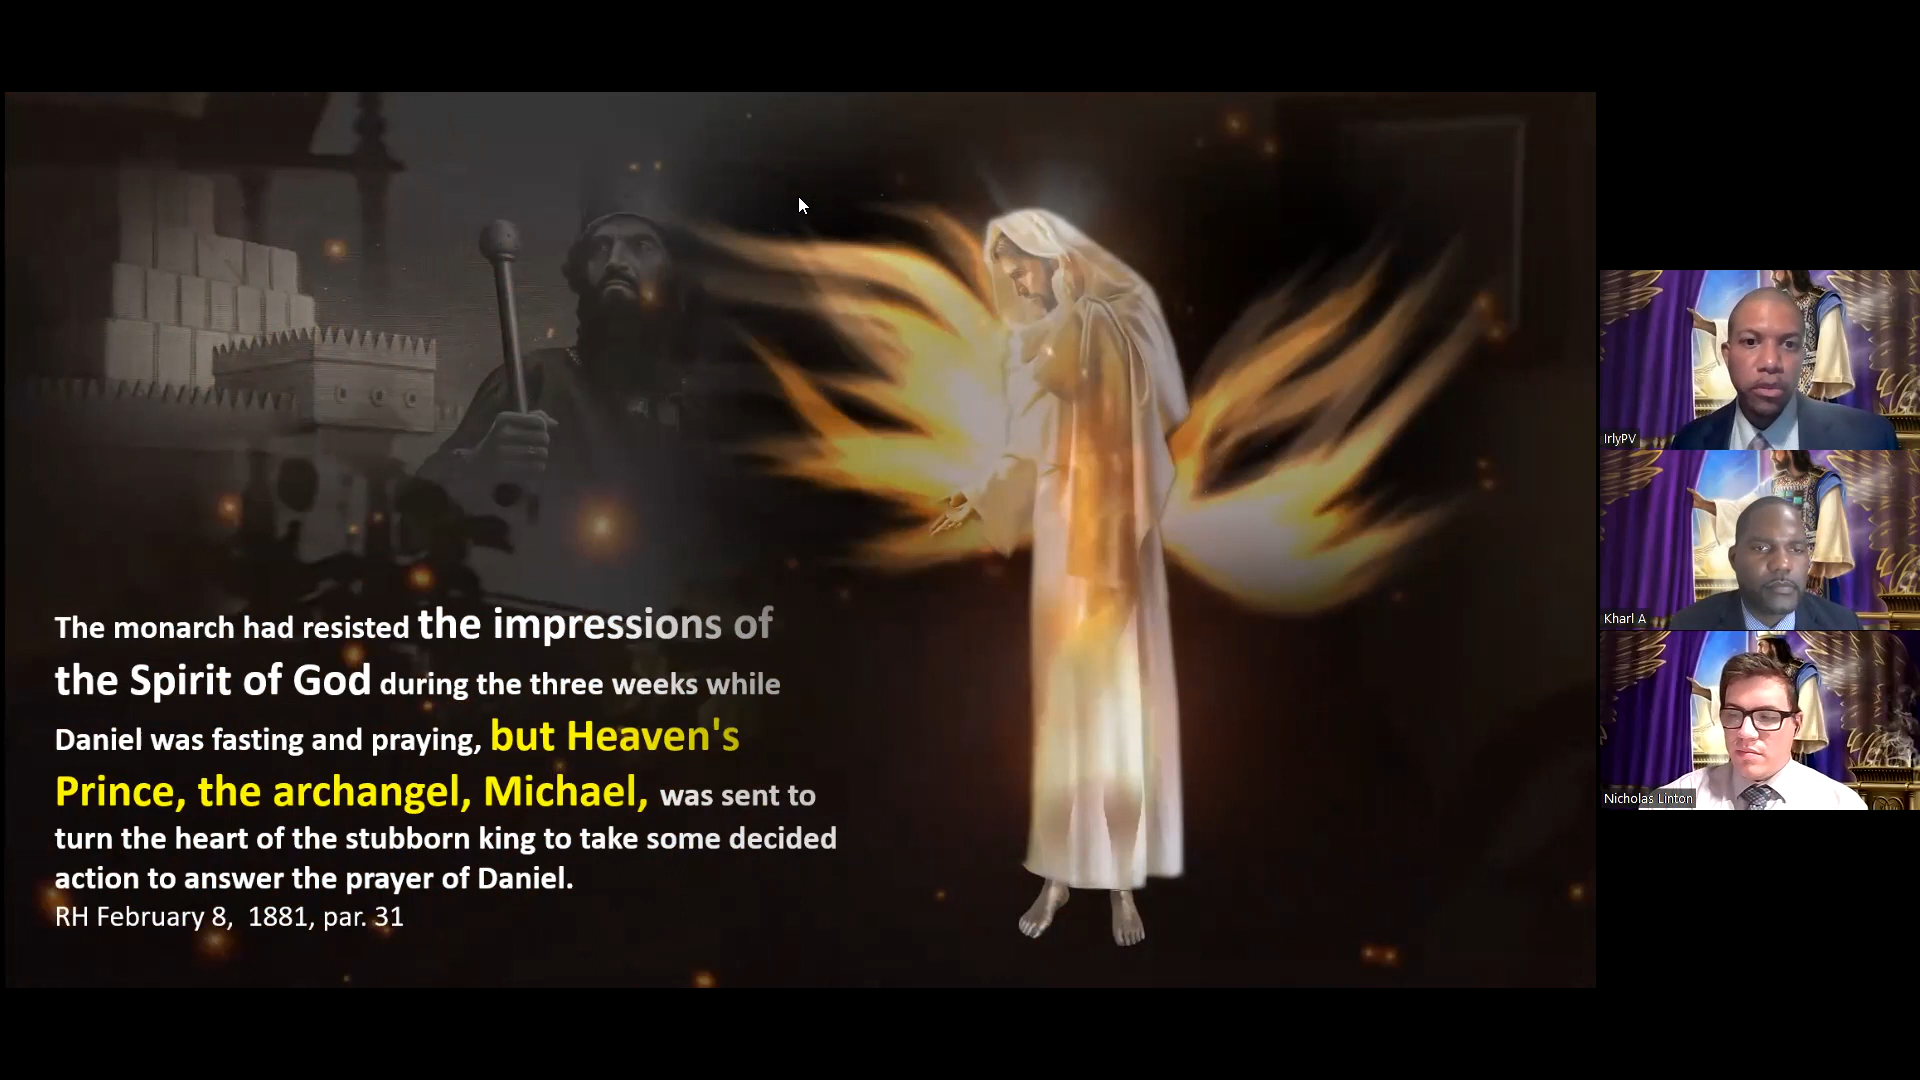 The monarch had resisted the impressions of
the Spirit of God during the three weeks while
Daniel was fasting and praying, but Heaven's
Prince, the archangel, Michael, was sent to
turn the heart of the stubborn king to take some decided
action to answer the prayer of Daniel.
RH February 8,  1881, par. 31
IrlyPV
Kharl A
Nicholas Linton